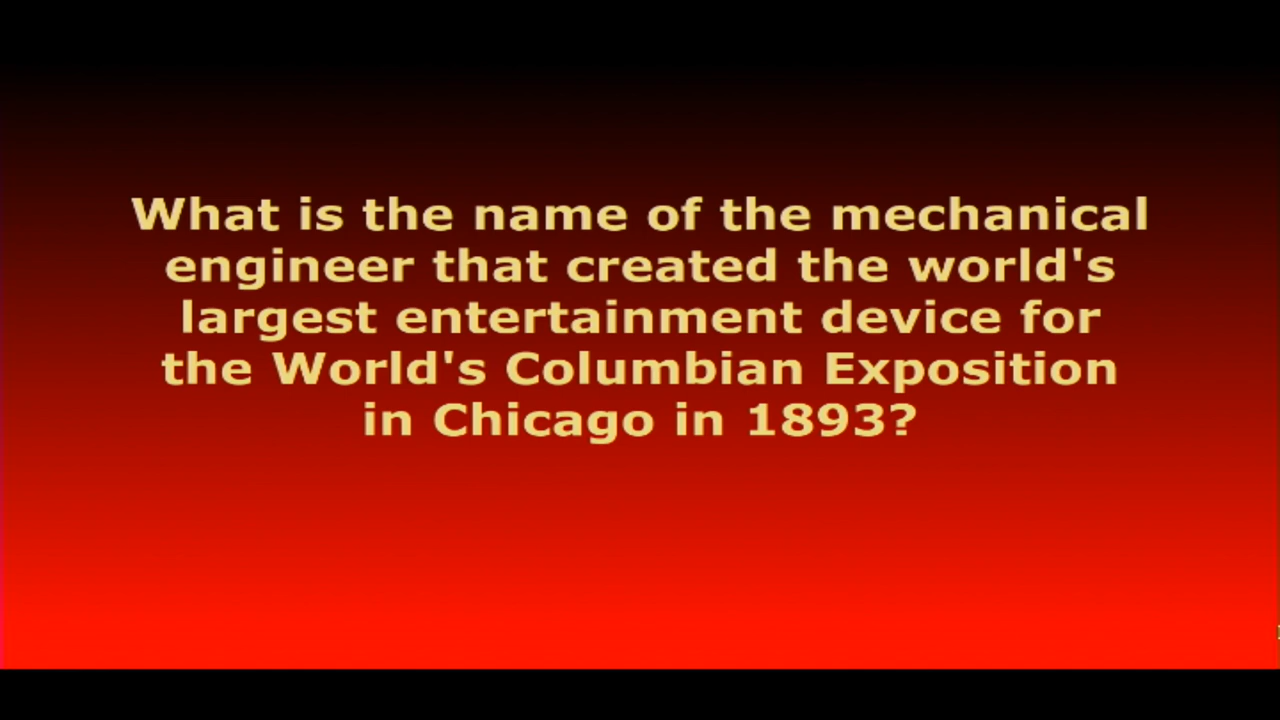 What is the name of the mechanical
engineer that created the world's
largest entertainment device for
the World's Columbian Exposition
in Chicago in 1893?